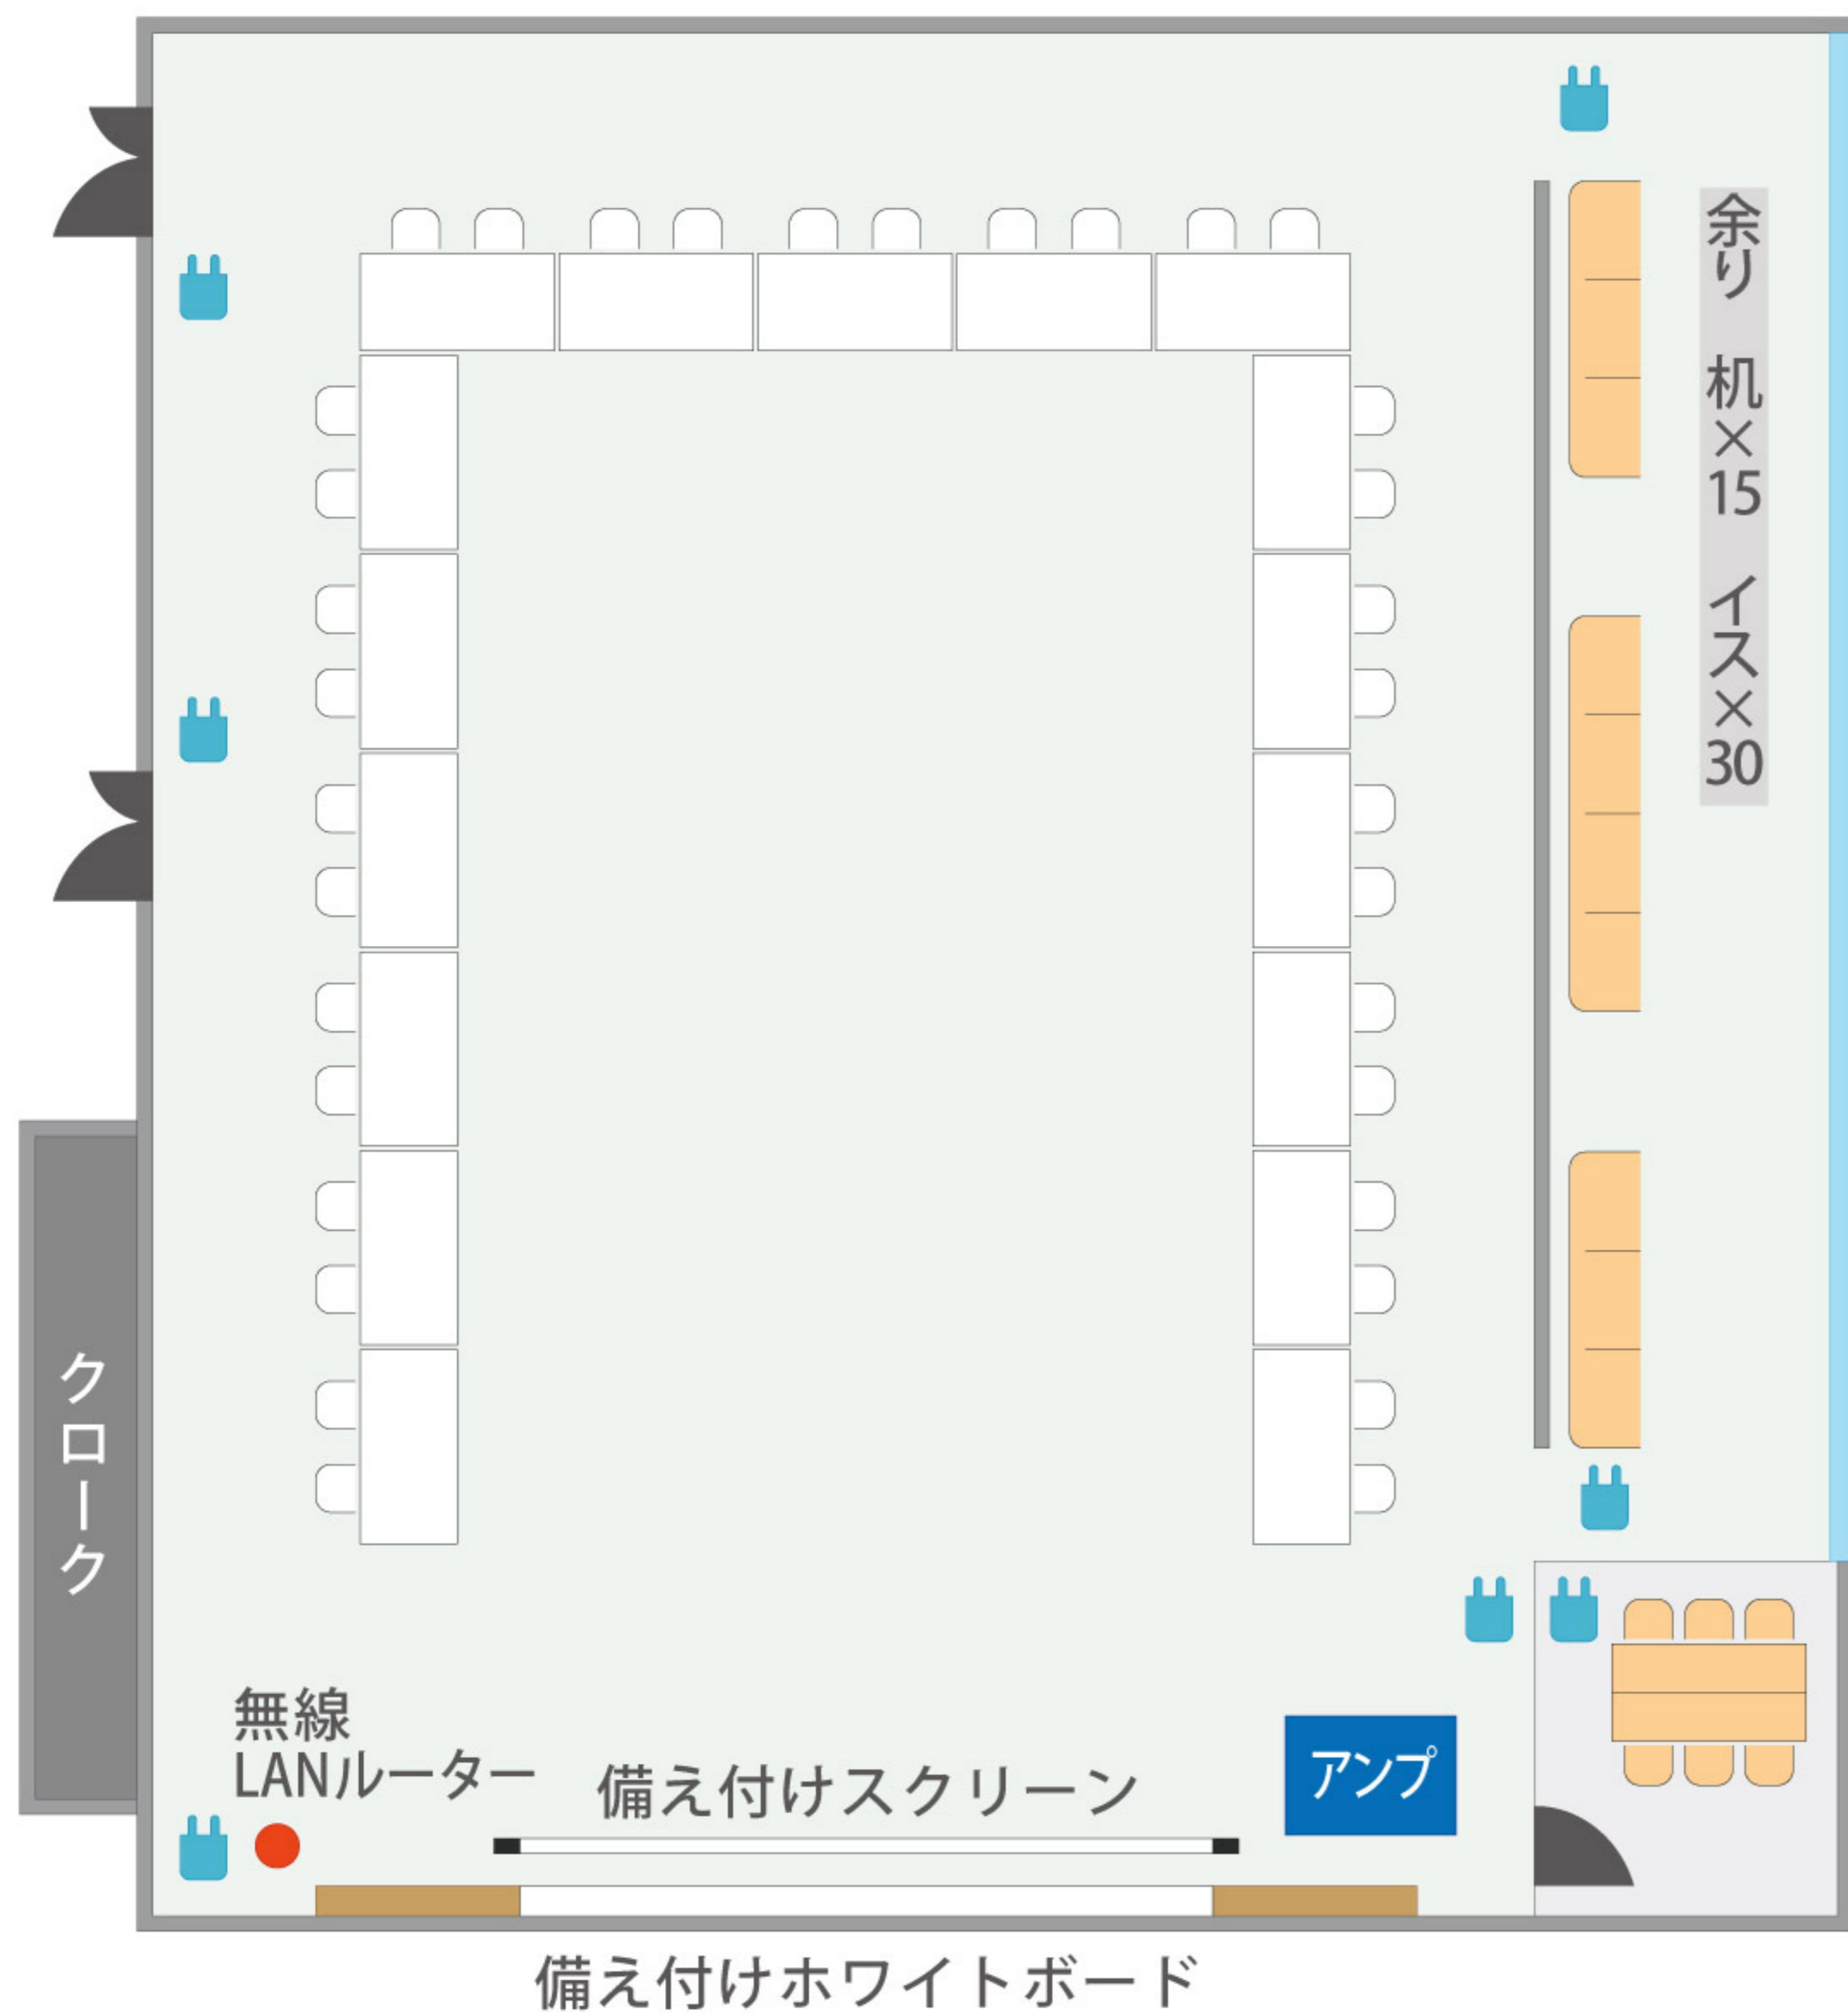 余り 机×15 イス×30
クローク
無線
LANルーター
備え付けスクリーン
アンプ
備え付けホワイトボード